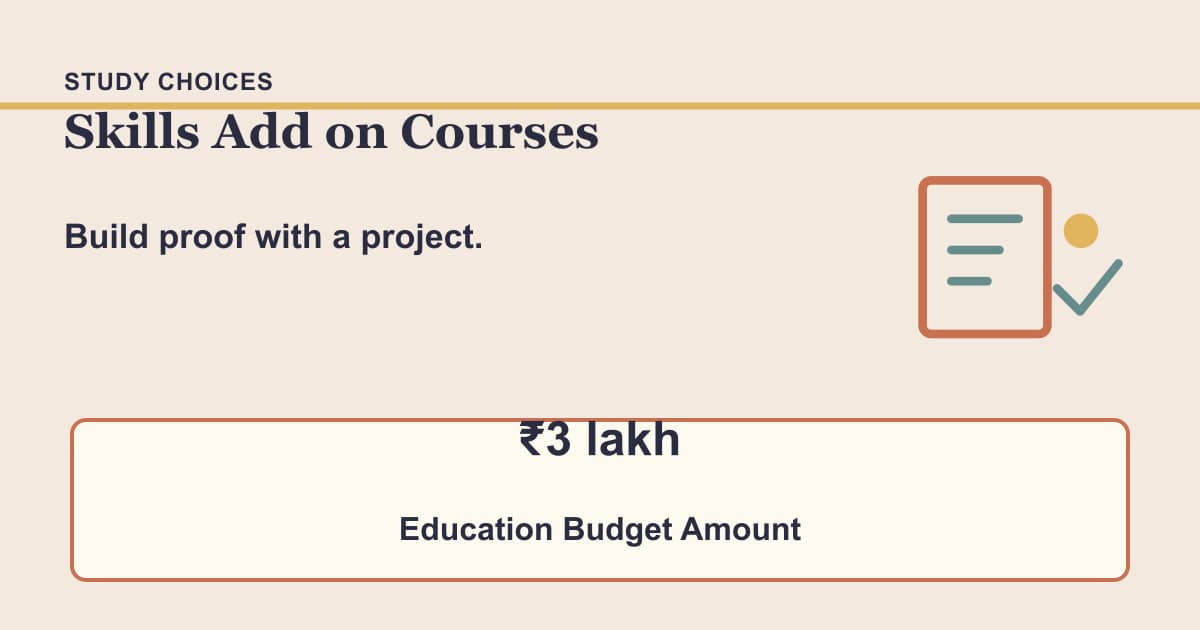 STUDY CHOICES
Skills Add on Courses
Build proof with a project.
₹3 lakh
Education Budget Amount